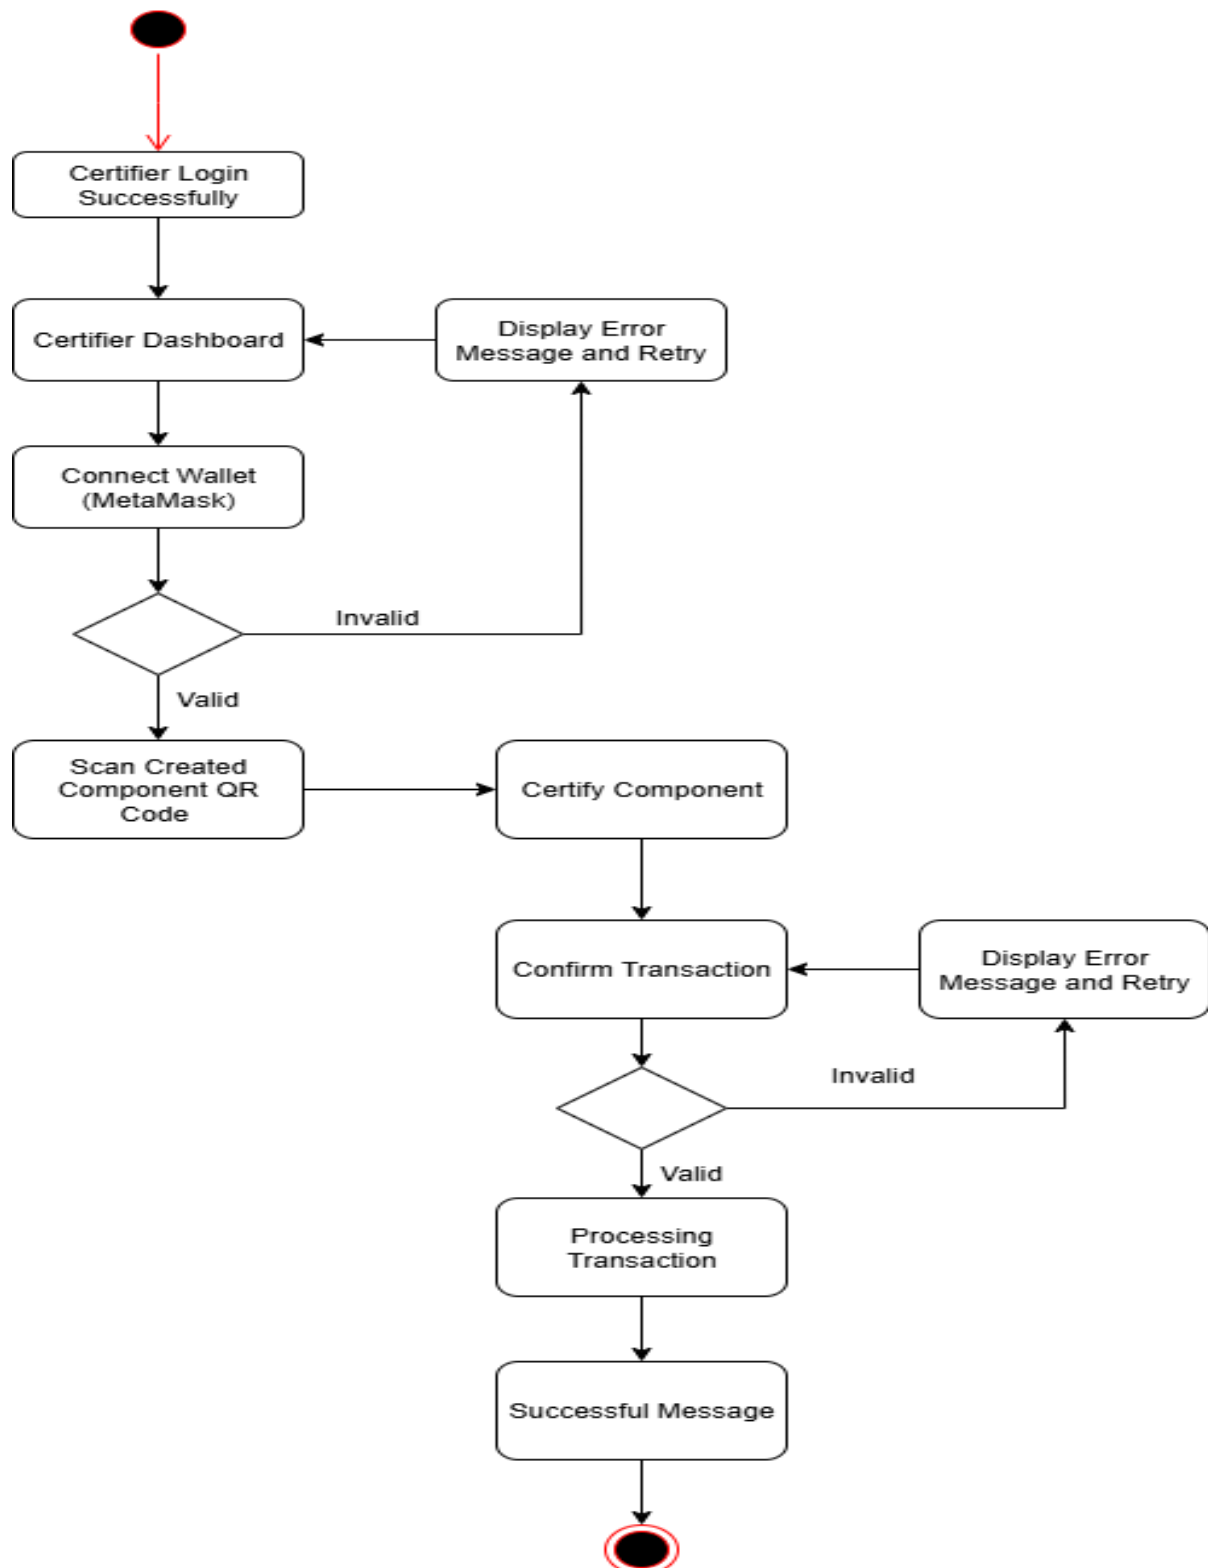 Certifier Login
Successfully
Certifier Dashboard
Display Error
Message and Retry
Connect Wallet
(MetaMask)
Invalid
Valid
Scan Created
Component QR
Code
Certify Component
Confirm Transaction
Display Error
Message and Retry
Invalid
Valid
Processing
Transaction
Successful Message